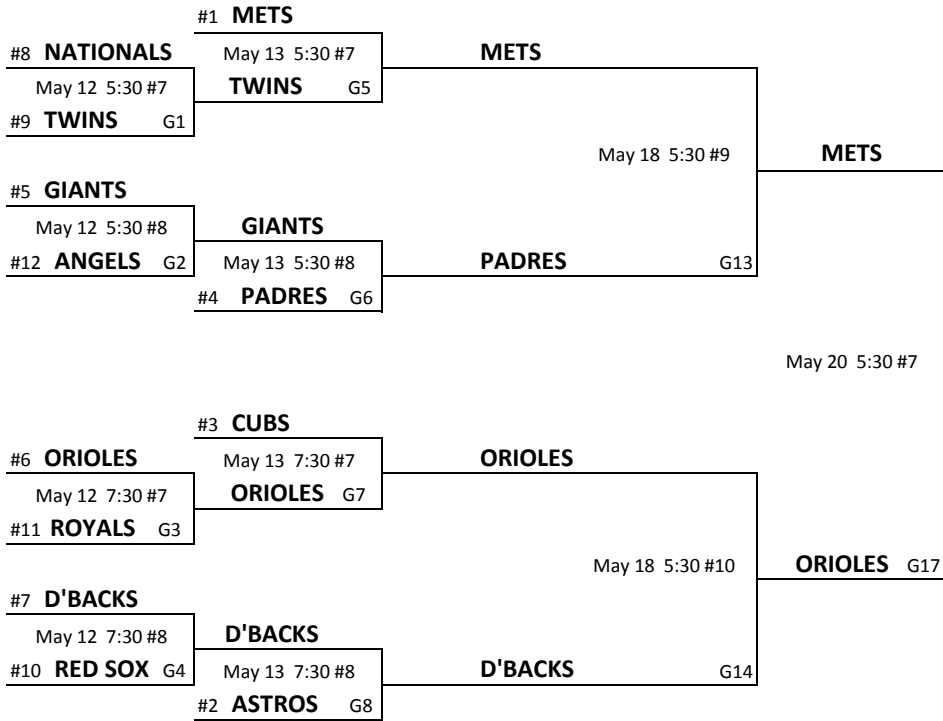 #1 METS
#8 NATIONALS May 13 5:30 #7 METS
May 12 5:30 #7 TWINS G5
#9 TWINS G1
May 18 5:30 #9 METS
#5 GIANTS
May 12 5:30 #8 GIANTS
#12 ANGELS G2 May 13 5:30 #8 PADRES G13
#4 PADRES G6
May 20 5:30 #7
#3 CUBS
#6 ORIOLES May 13 7:30 #7 ORIOLES
May 12 7:30 #7 ORIOLES G7
#11 ROYALS G3
May 18 5:30 #10 ORIOLES G17
#7 D'BACKS
May 12 7:30 #8 D'BACKS
#10 RED SOX G4 May 13 7:30 #8 D'BACKS G14
#2 ASTROS G8